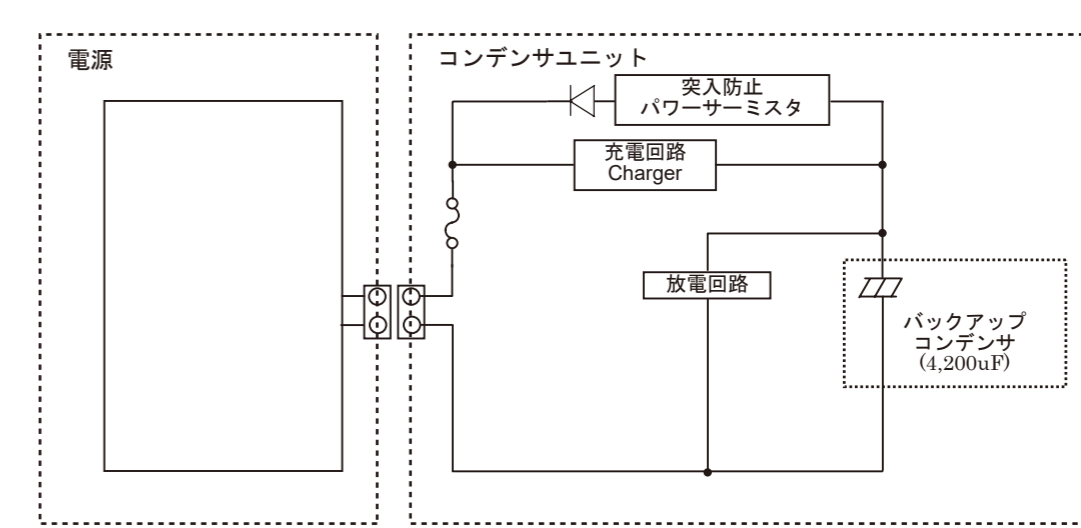 電源
コンデンサユニット
突入防止
パワーサーミスタ
充電回路
Charger
放電回路
バックアップ
コンデンサ
(4,200uF)